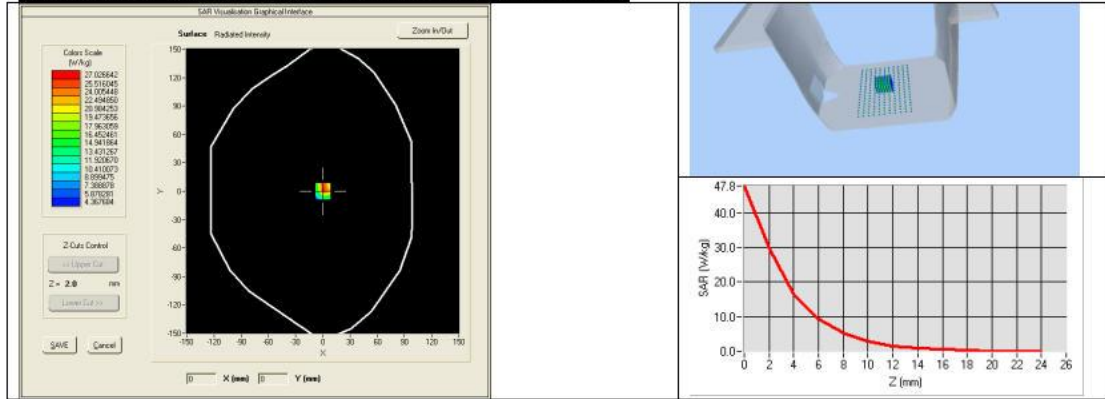 SAR Visualisation Graphical Interface
Surface Radiated Intensity
Zoom In/Out
Colors Scale
(W/kg)
27.026642
25.516045
24.005448
22.494850
20.984253
19.473656
17.963059
16.452461
14.941864
13.431267
11.920670
10.410073
8.899475
7.388878
5.878281
4.367684
150
120
90
60
30
0
-30
-60
-90
-120
-150
Y
-150 -120 -90 -60 -30 0 30 60 90 120 150
X
Z-Cuts Control
<< Upper Cut
Z = 2.0 mm
Lower Cut >>
SAVE Cancel
0 X (mm) 0 Y (mm)
47.8
40.0
30.0
20.0
10.0
0.0
SAR (W/kg)
0 2 4 6 8 10 12 14 16 18 20 22 24 26
Z (mm)